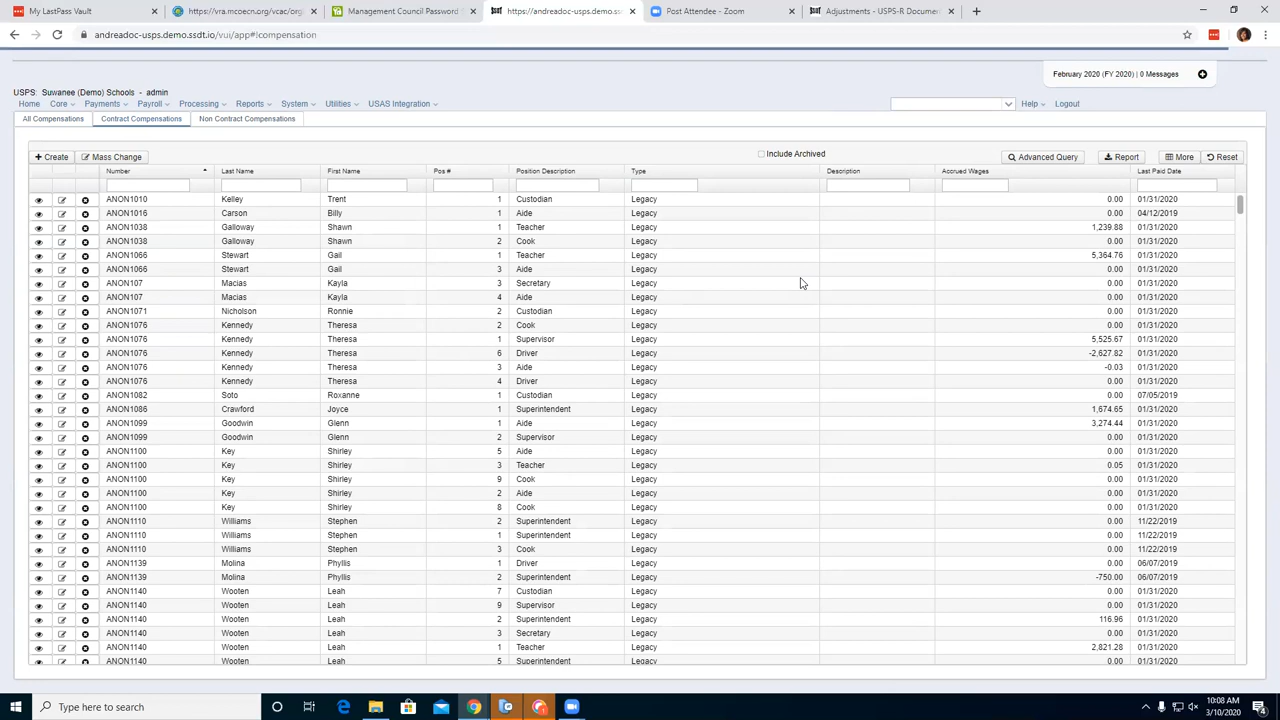 My LastPass Vault
https://vra.mcoecn.org/vcac/org
Management Council Password
https://andreadoc-usps.demo.ssd
Post Attendee - Zoom
Adjustments - USPS-R Documen
andreadoc-usps.demo.ssdt.io/vui/app#!compensation
February 2020 (FY 2020) | 0 Messages
USPS: Suwanee (Demo) Schools - admin
Home Core Payments Payroll Processing Reports System Utilities USAS Integration Help Logout
All Compensations Contract Compensations Non Contract Compensations
Create Mass Change Include Archived Advanced Query Report More Reset
Number Last Name First Name Pos # Position Description Type Description Accrued Wages Last Paid Date
ANON1010 Kelley Trent 1 Custodian Legacy 0.00 01/31/2020
ANON1016 Carson Billy 1 Aide Legacy 0.00 04/12/2019
ANON1038 Galloway Shawn 1 Teacher Legacy 1,239.88 01/31/2020
ANON1038 Galloway Shawn 2 Cook Legacy 0.00 01/31/2020
ANON1066 Stewart Gail 1 Teacher Legacy 5,364.76 01/31/2020
ANON1066 Stewart Gail 3 Aide Legacy 0.00 01/31/2020
ANON107 Macias Kayla 3 Secretary Legacy 0.00 01/31/2020
ANON107 Macias Kayla 4 Aide Legacy 0.00 01/31/2020
ANON1071 Nicholson Ronnie 2 Custodian Legacy 0.00 01/31/2020
ANON1076 Kennedy Theresa 2 Cook Legacy 0.00 01/31/2020
ANON1076 Kennedy Theresa 1 Supervisor Legacy 5,525.67 01/31/2020
ANON1076 Kennedy Theresa 6 Driver Legacy -2,627.82 01/31/2020
ANON1076 Kennedy Theresa 3 Aide Legacy -0.03 01/31/2020
ANON1076 Kennedy Theresa 4 Driver Legacy 0.00 01/31/2020
ANON1082 Soto Roxanne 1 Custodian Legacy 0.00 07/05/2019
ANON1086 Crawford Joyce 1 Superintendent Legacy 1,674.65 01/31/2020
ANON1099 Goodwin Glenn 1 Aide Legacy 3,274.44 01/31/2020
ANON1099 Goodwin Glenn 2 Supervisor Legacy 0.00 01/31/2020
ANON1100 Key Shirley 5 Aide Legacy 0.00 01/31/2020
ANON1100 Key Shirley 3 Teacher Legacy 0.05 01/31/2020
ANON1100 Key Shirley 9 Cook Legacy 0.00 01/31/2020
ANON1100 Key Shirley 2 Aide Legacy 0.00 01/31/2020
ANON1100 Key Shirley 8 Cook Legacy 0.00 01/31/2020
ANON1110 Williams Stephen 2 Superintendent Legacy 0.00 11/22/2019
ANON1110 Williams Stephen 1 Superintendent Legacy 0.00 11/22/2019
ANON1110 Williams Stephen 3 Cook Legacy 0.00 11/22/2019
ANON1139 Molina Phyllis 1 Driver Legacy 0.00 06/07/2019
ANON1139 Molina Phyllis 2 Superintendent Legacy -750.00 06/07/2019
ANON1140 Wooten Leah 7 Custodian Legacy 0.00 01/31/2020
ANON1140 Wooten Leah 9 Supervisor Legacy 0.00 01/31/2020
ANON1140 Wooten Leah 2 Superintendent Legacy 116.96 01/31/2020
ANON1140 Wooten Leah 3 Secretary Legacy 0.00 01/31/2020
ANON1140 Wooten Leah 1 Teacher Legacy 2,821.28 01/31/2020
ANON1140 Wooten Leah 5 Superintendent Legacy 0.00 01/31/2020
Type here to search
10:08 AM
3/10/2020